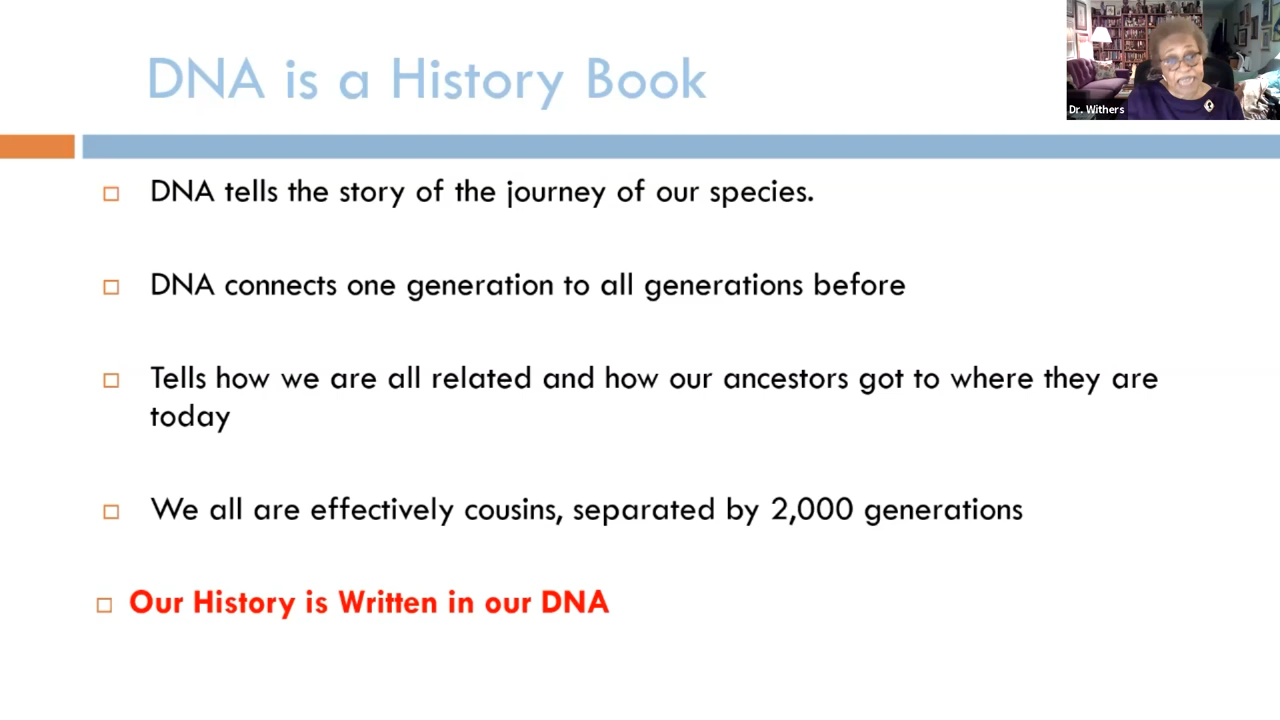 DNA is a History Book
Dr. Withers
DNA tells the story of the journey of our species.
DNA connects one generation to all generations before
Tells how we are all related and how our ancestors got to where they are
today
We all are effectively cousins, separated by 2,000 generations
Our History is Written in our DNA